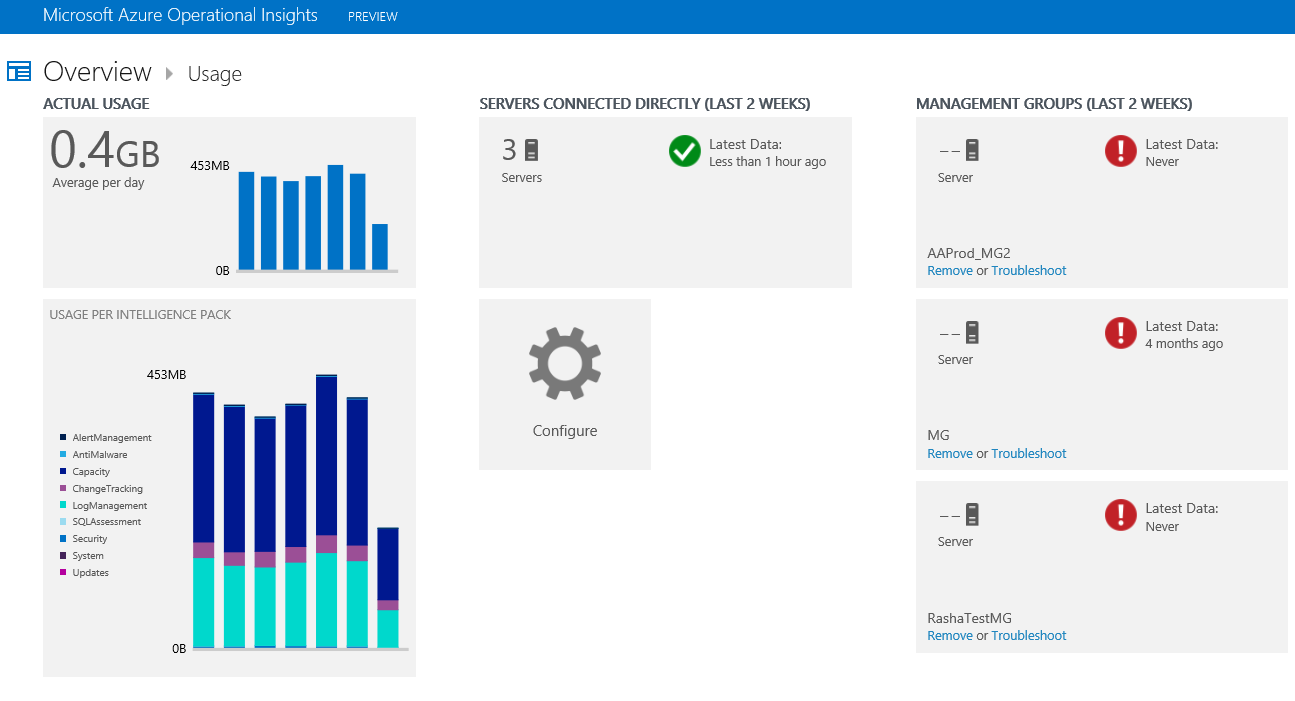 Microsoft Azure Operational Insights PREVIEW
Overview Usage
ACTUAL USAGE
0.4GB
Average per day
453MB
0B
USAGE PER INTELLIGENCE PACK
453MB
AlertManagement
AntiMalware
Capacity
ChangeTracking
LogManagement
SQLAssessment
Security
System
Updates
0B
SERVERS CONNECTED DIRECTLY (LAST 2 WEEKS)
3
Servers
Latest Data:
Less than 1 hour ago
Configure
MANAGEMENT GROUPS (LAST 2 WEEKS)
--
Server
Latest Data:
Never
AAProd_MG2
Remove or Troubleshoot
--
Server
Latest Data:
4 months ago
MG
Remove or Troubleshoot
--
Server
Latest Data:
Never
RashaTestMG
Remove or Troubleshoot